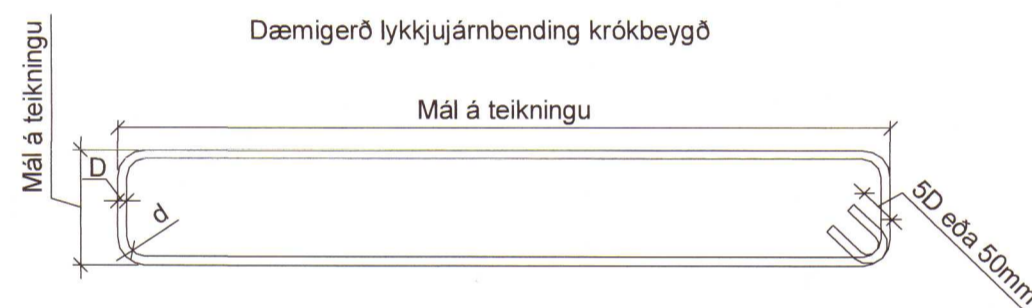 Dæmigerð lykkjujárnbending krókbeygð
Mál á teikningu
Mál á teikningu
D
d
5D eða 50mm